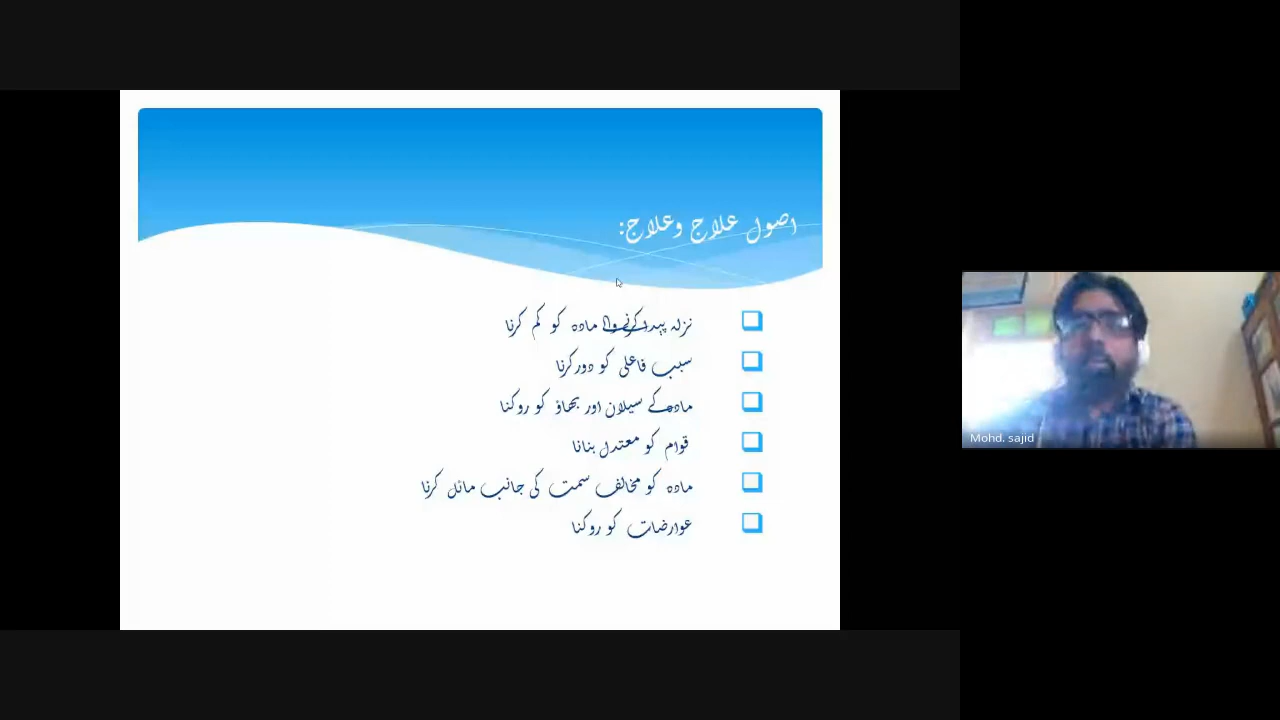 اصول علاج وعلاج:
نزلہ پیدا کرنے والا مادہ کو کم کرنا
سبب فاعلی کو دور کرنا
مادہ کے سیلان اور بھاؤ کو روکنا
قوام کو معتدل بنانا
مادہ کو مخالف سمت کی جانب مائل کرنا
عوارضات کو روکنا
Mohd. sajid